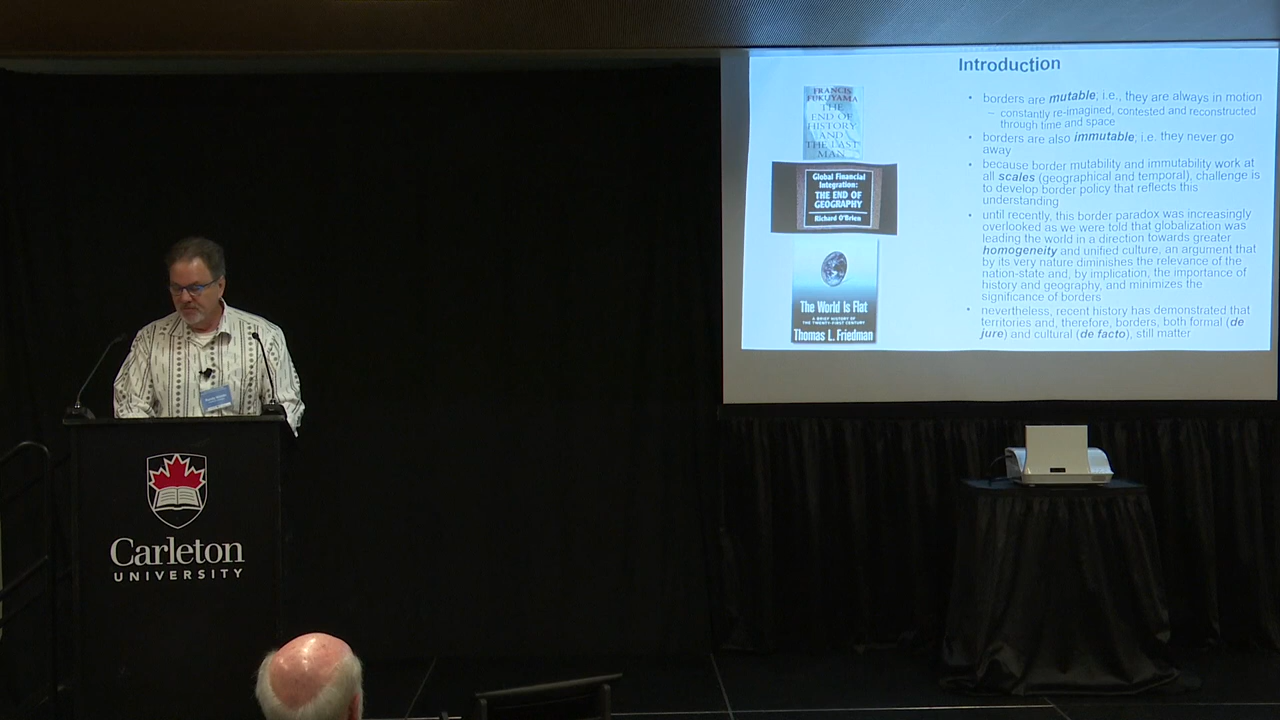 Introduction
FRANCIS
FUKUYAMA
THE
END OF
HISTORY
AND
THE LAST
MAN
Global Financial
Integration:
THE END OF
GEOGRAPHY
Richard O'Brien
The World Is Flat
A BRIEF HISTORY OF
THE TWENTY-FIRST CENTURY
Thomas L. Friedman
• borders are mutable, i.e., they are always in motion
– constantly re-imagined, contested and reconstructed
through time and space
• borders are also immutable, i.e. they never go
away
• because border mutability and immutability work at
all scales (geographical and temporal), challenge is
to develop border policy that reflects this
understanding
• until recently, this border paradox was increasingly
overlooked as we were told that globalization was
leading the world in a direction towards greater
homogeneity and unified culture, an argument that
by its very nature diminishes the relevance of the
nation-state and, by implication, the importance of
history and geography, and minimizes the
significance of borders
• nevertheless, recent history has demonstrated that
territories and, therefore, borders, both formal (de
jure) and cultural (de facto), still matter
Carleton
UNIVERSITY